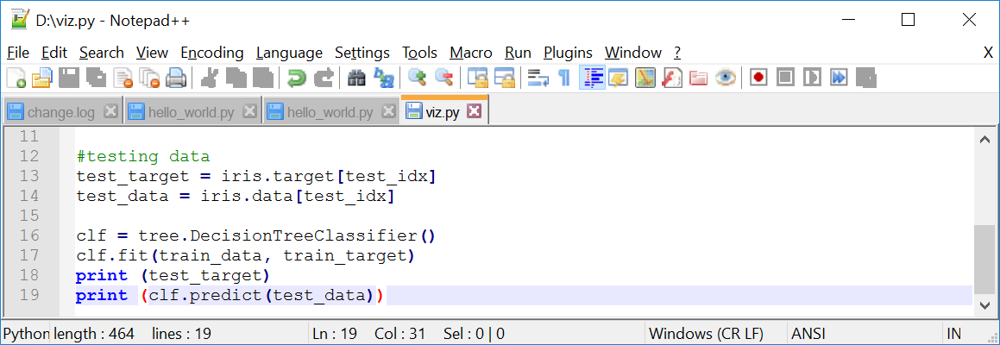 D:\viz.py - Notepad++
File Edit Search View Encoding Language Settings Tools Macro Run Plugins Window ? X
change.log hello_world.py hello_world.py viz.py
11
12 #testing data
13 test_target = iris.target[test_idx]
14 test_data = iris.data[test_idx]
15
16 clf = tree.DecisionTreeClassifier()
17 clf.fit(train_data, train_target)
18 print (test_target)
19 print (clf.predict(test_data))
Python length : 464 lines : 19 Ln : 19 Col : 31 Sel : 0 | 0 Windows (CR LF) ANSI IN